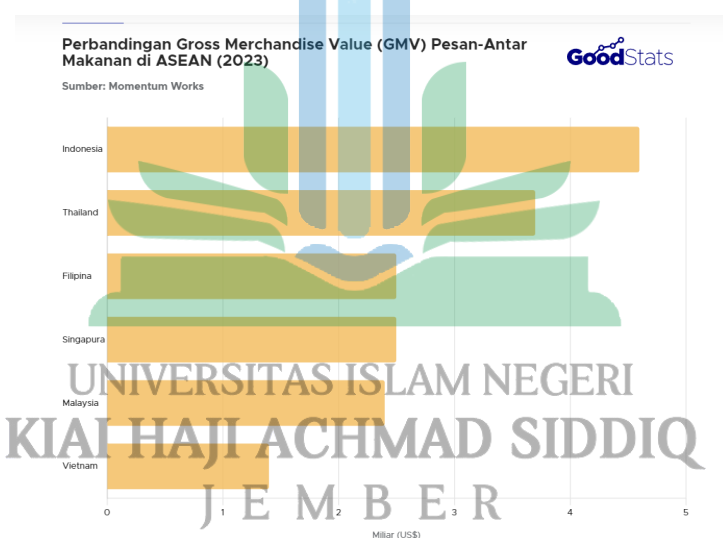 Perbandingan Gross Merchandise Value (GMV) Pesan-Antar
Makanan di ASEAN (2023)
GoodStats
Sumber: Momentum Works
Indonesia
Thailand
Filipina
Singapura
UNIVERSITAS ISLAM NEGERI
Malaysia
KIAI HAJI ACHMAD SIDDIQ
Vietnam
J E M B E R
0 1 2 3 4 5
Miliar (US$)